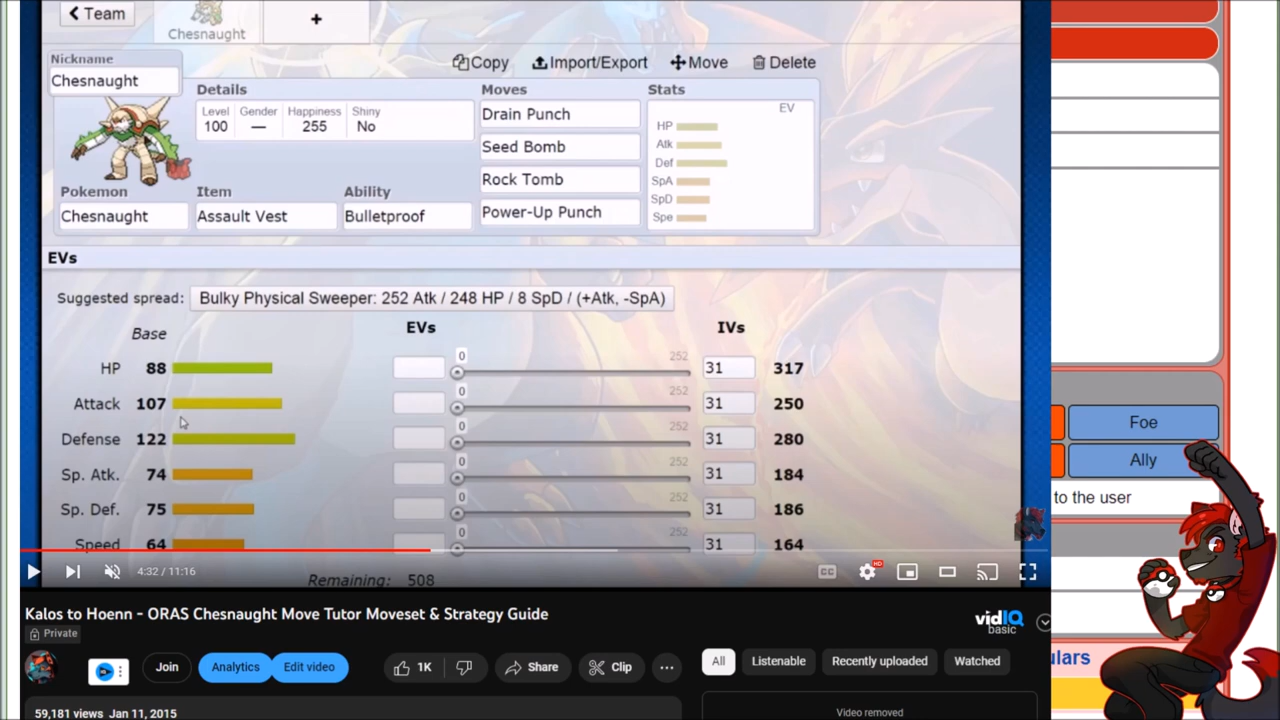 Team
Chesnaught
+
Nickname
Chesnaught
Copy Import/Export Move Delete
Details
Level Gender Happiness Shiny
100 — 255 No
Moves
Drain Punch
Seed Bomb
Rock Tomb
Power-Up Punch
Stats
EV
HP
Atk
Def
SpA
SpD
Spe
Pokemon Item Ability
Chesnaught Assault Vest Bulletproof
EVs
Suggested spread: Bulky Physical Sweeper: 252 Atk / 248 HP / 8 SpD / (+Atk, -SpA)
Base EVs IVs
0 252
HP 88 31 317
0 252
Attack 107 31 250
0 252
Defense 122 31 280
0 252
Sp. Atk. 74 31 184
0 252
Sp. Def. 75 31 186
0 252
Speed 64 31 164
Remaining: 508
Foe
Ally
to the user
4:32 / 11:16
CC HD
Kalos to Hoenn - ORAS Chesnaught Move Tutor Moveset & Strategy Guide
Private
vidIQ
basic
Join Analytics Edit video 1K Share Clip ...
All Listenable Recently uploaded Watched
ulars
59,181 views Jan 11, 2015
Video removed